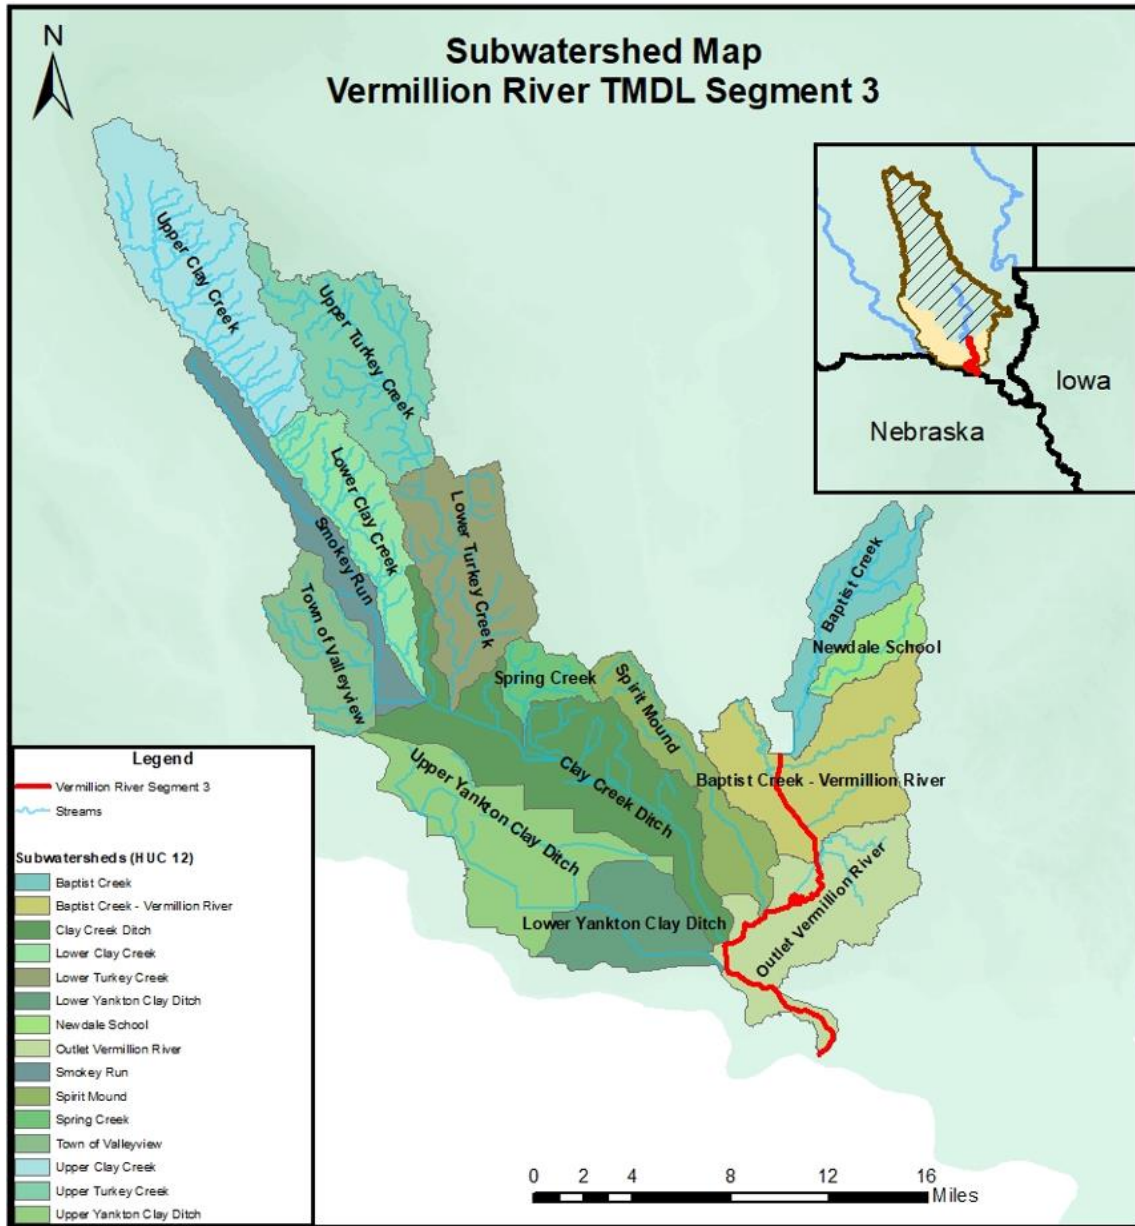 N
Subwatershed Map
Vermillion River TMDL Segment 3
Iowa
Nebraska
Upper Clay Creek
Upper Turkey Creek
Lower Clay Creek
Lower Turkey Creek
Smokey Run
Town of Valleyview
Baptist Creek
Newdale School
Spring Creek
Spirit Mound
Baptist Creek - Vermillion River
Clay Creek Ditch
Upper Yankton Clay Ditch
Lower Yankton Clay Ditch
Outlet Vermillion River
Legend
Vermillion River Segment 3
Streams
Subwatersheds (HUC 12)
Baptist Creek
Baptist Creek - Vermillion River
Clay Creek Ditch
Lower Clay Creek
Lower Turkey Creek
Lower Yankton Clay Ditch
Newdale School
Outlet Vermillion River
Smokey Run
Spirit Mound
Spring Creek
Town of Valleyview
Upper Clay Creek
Upper Turkey Creek
Upper Yankton Clay Ditch
0 2 4 8 12 16
Miles